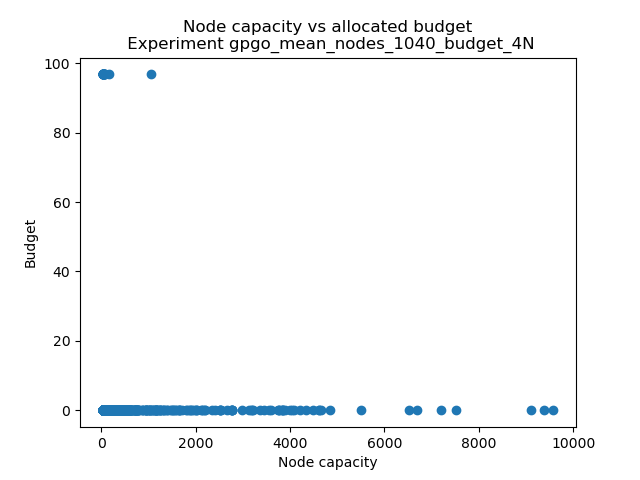 Node capacity vs allocated budget
Experiment gpgo_mean_nodes_1040_budget_4N
100
80
60
40
20
0
Budget
0 2000 4000 6000 8000 10000
Node capacity